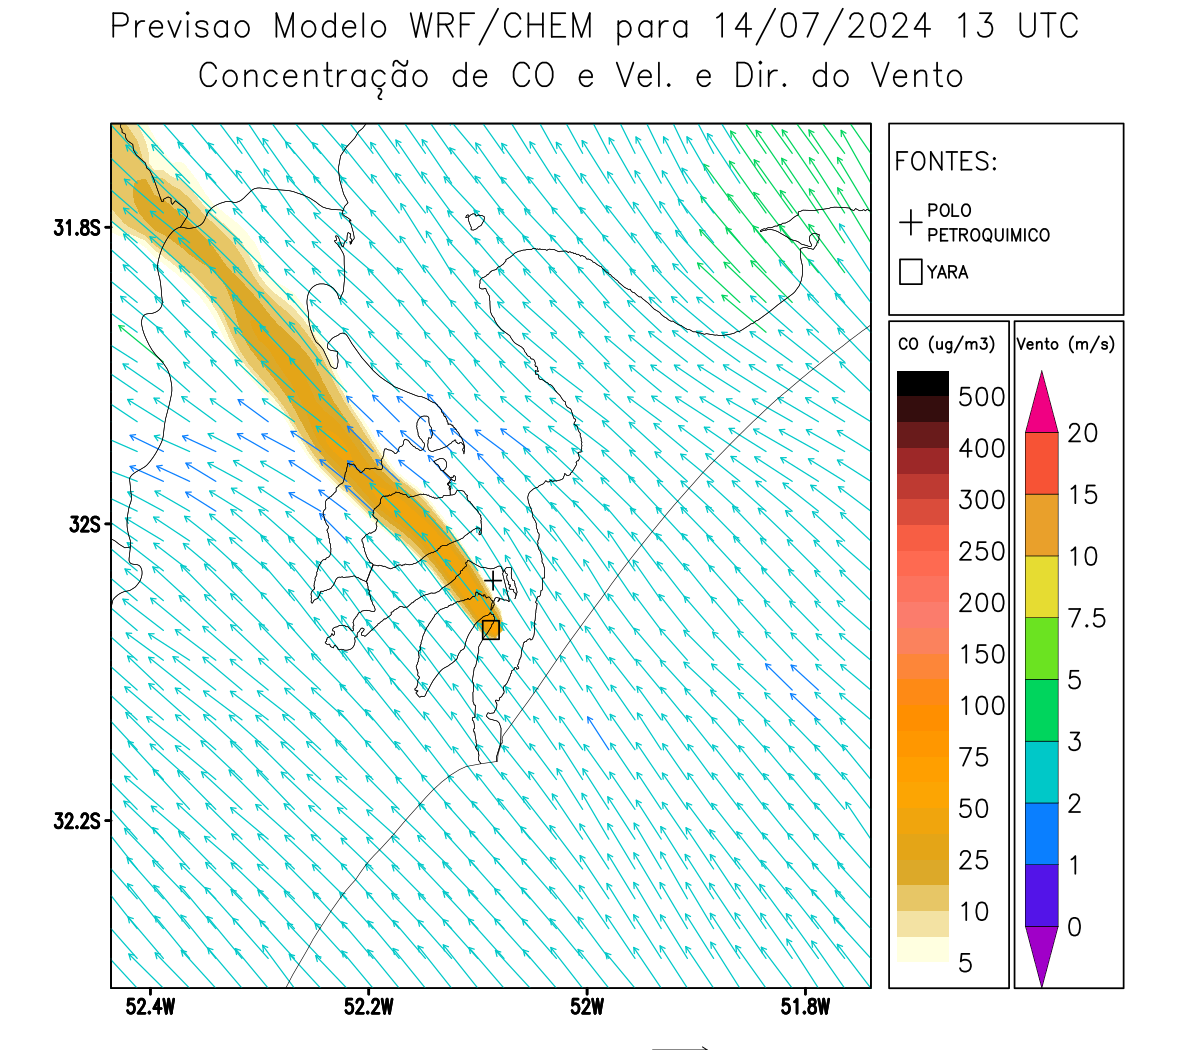 Previsao Modelo WRF/CHEM para 14/07/2024 13 UTC
Concentração de CO e Vel. e Dir. do Vento
FONTES:
POLO
PETROQUIMICO
YARA
CO (ug/m3)
500
400
300
250
200
150
100
75
50
25
10
5
Vento (m/s)
20
15
10
7.5
5
3
2
1
0
31.8S
32S
32.2S
52.4W
52.2W
52W
51.8W